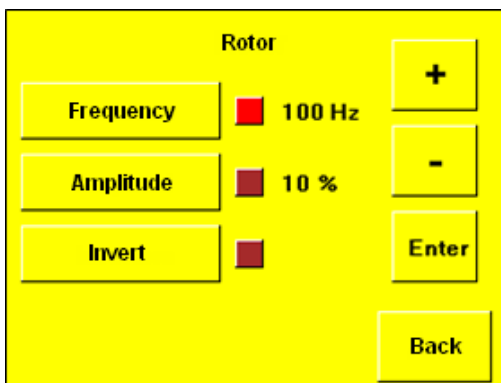 Rotor
+
Frequency
100 Hz
-
Amplitude
10 %
Invert
Enter
Back